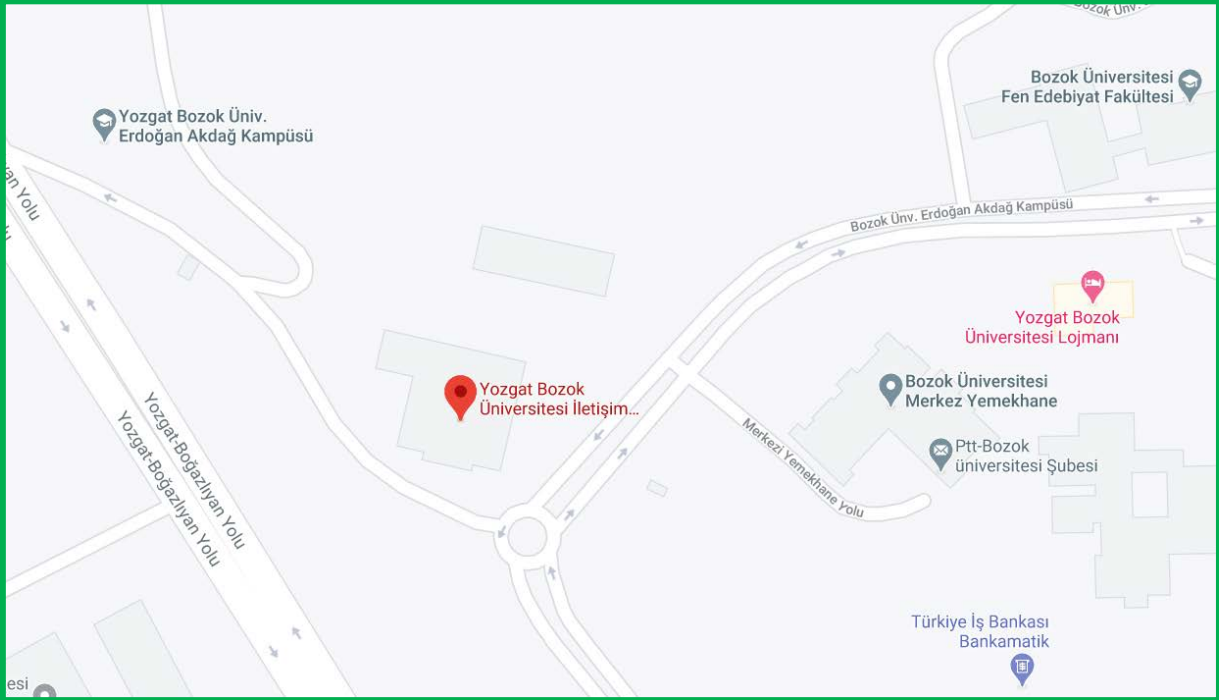 Bozok Üniversitesi
Fen Edebiyat Fakültesi
Yozgat Bozok Üniv.
Erdoğan Akdağ Kampüsü
Bozok Ünv. Erdoğan Akdağ Kampüsü
Yozgat Bozok
Üniversitesi Lojmanı
Yozgat Bozok
Üniversitesi İletişim...
Bozok Üniversitesi
Merkez Yemekhane
Ptt-Bozok
üniversitesi Şubesi
Merkezi Yemekhane Yolu
Yozgat-Boğazlıyan Yolu
Yozgat-Boğazlıyan Yolu
Türkiye İş Bankası
Bankamatik